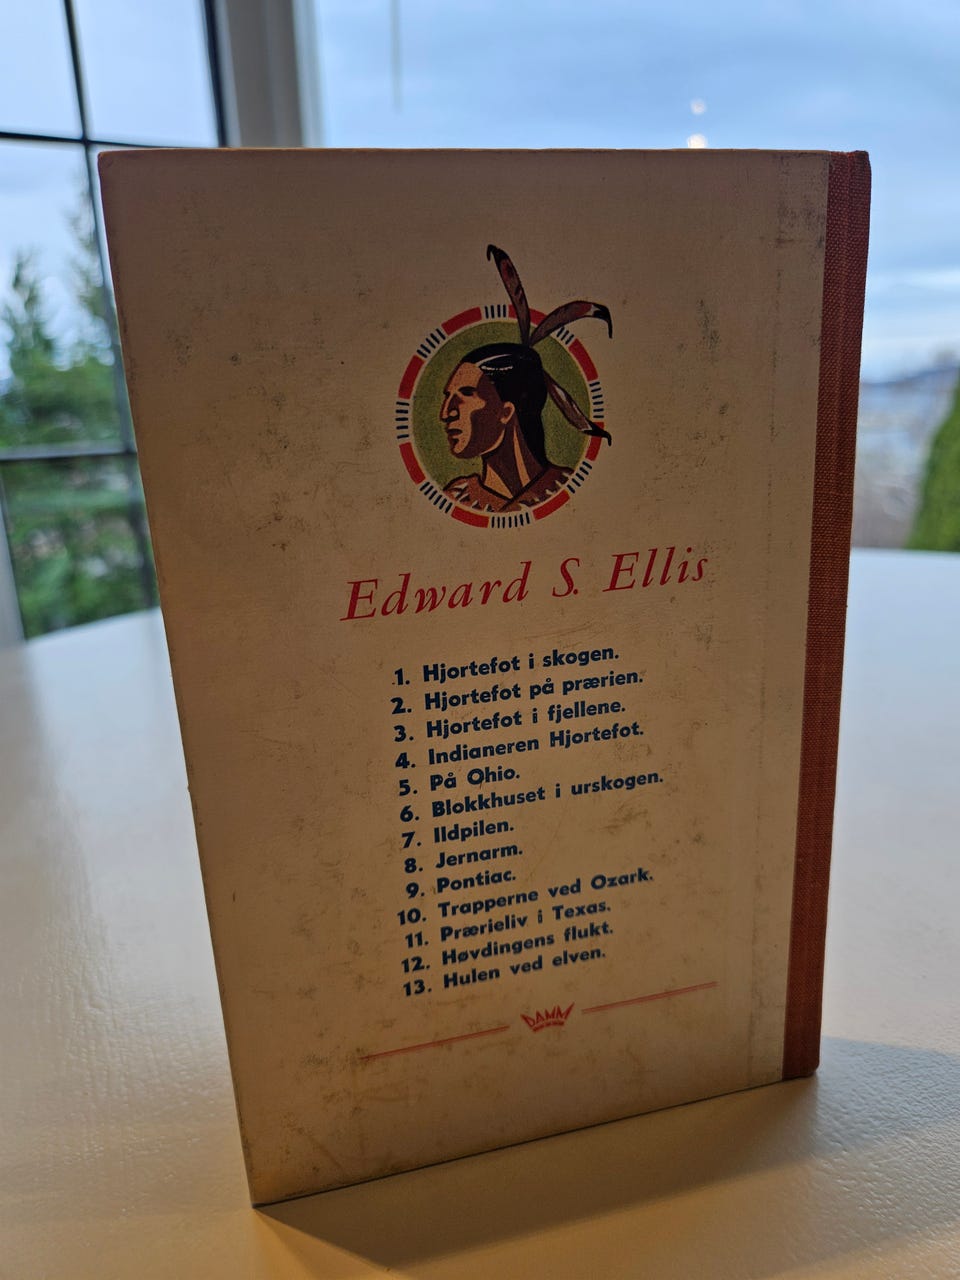 Edward S. Ellis
1. Hjortefot i skogen.
2. Hjortefot på prærien.
3. Hjortefot i fjellene.
4. Indianeren Hjortefot.
5. På Ohio.
6. Blokkhuset i urskogen.
7. Ildpilen.
8. Jernarm.
9. Pontiac.
10. Trapperne ved Ozark.
11. Prærieliv i Texas.
12. Høvdingens flukt.
13. Hulen ved elven.
DAMM